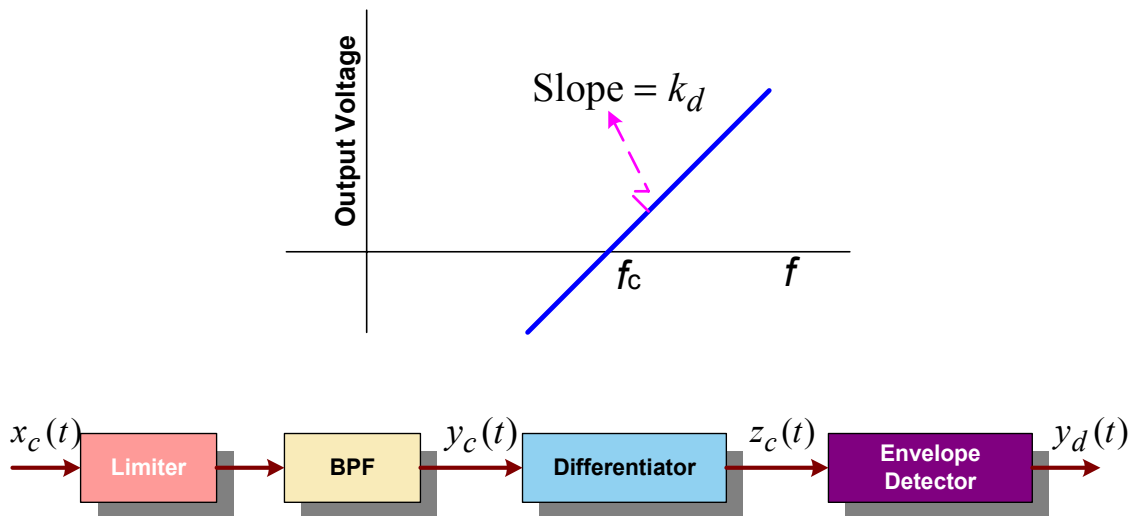 Output Voltage
Slope = k_d
f_c
f
x_c(t)
Limiter
BPF
y_c(t)
Differentiator
z_c(t)
Envelope
Detector
y_d(t)